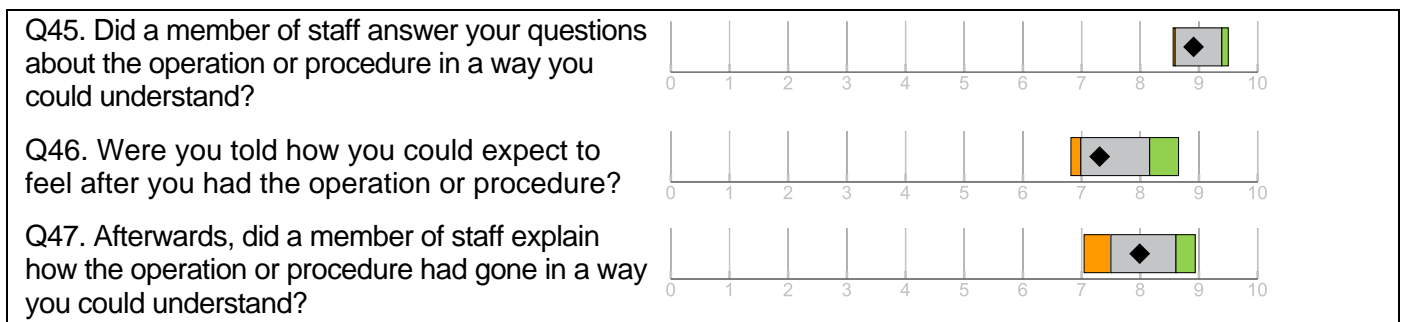 Q45. Did a member of staff answer your questions
about the operation or procedure in a way you
could understand?
0 1 2 3 4 5 6 7 8 9 10
Q46. Were you told how you could expect to
feel after you had the operation or procedure?
0 1 2 3 4 5 6 7 8 9 10
Q47. Afterwards, did a member of staff explain
how the operation or procedure had gone in a way
you could understand?
0 1 2 3 4 5 6 7 8 9 10